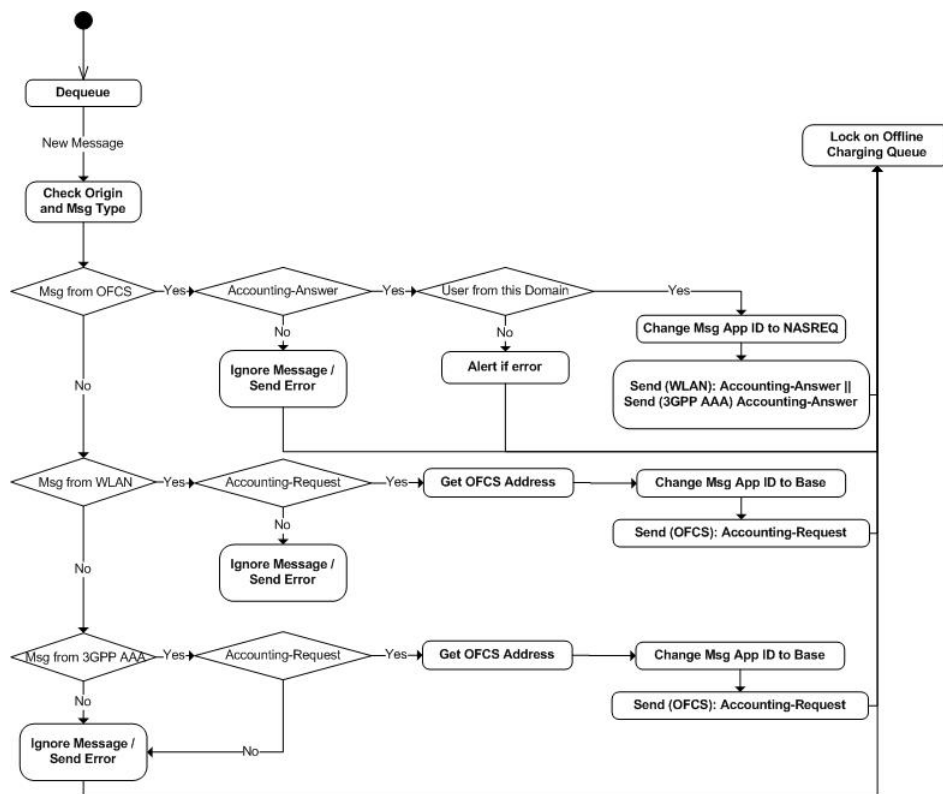 Dequeue
New Message
Lock on Offline
Charging Queue
Check Origin
and Msg Type
Msg from OFCS
Yes
Accounting-Answer
Yes
User from this Domain
Yes
No
No
Change Msg App ID to NASREQ
Ignore Message /
Send Error
Alert if error
No
Send (WLAN): Accounting-Answer ||
Send (3GPP AAA) Accounting-Answer
Msg from WLAN
Yes
Accounting-Request
Yes
Get OFCS Address
Change Msg App ID to Base
No
Send (OFCS): Accounting-Request
No
Ignore Message /
Send Error
Msg from 3GPP AAA
Yes
Accounting-Request
Yes
Get OFCS Address
Change Msg App ID to Base
No
Send (OFCS): Accounting-Request
Ignore Message /
Send Error
No